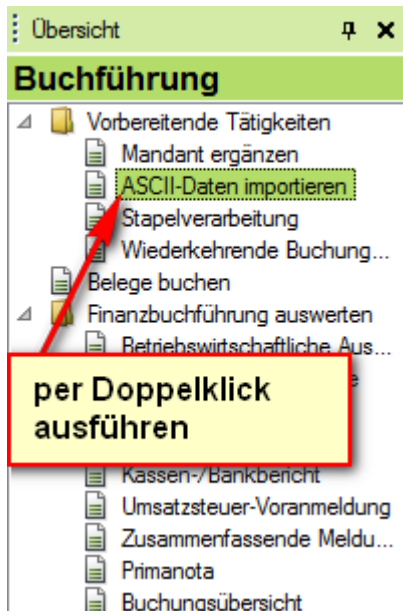 Übersicht
Buchführung
Vorbereitende Tätigkeiten
Mandant ergänzen
ASCII-Daten importieren
Stapelverarbeitung
Wiederkehrende Buchung...
Belege buchen
Finanzbuchführung auswerten
Betriebswirtschaftliche Aus...
per Doppelklick
ausführen
Kassen-/Bankbericht
Umsatzsteuer-Voranmeldung
Zusammenfassende Meldu...
Primanota
Buchungsübersicht